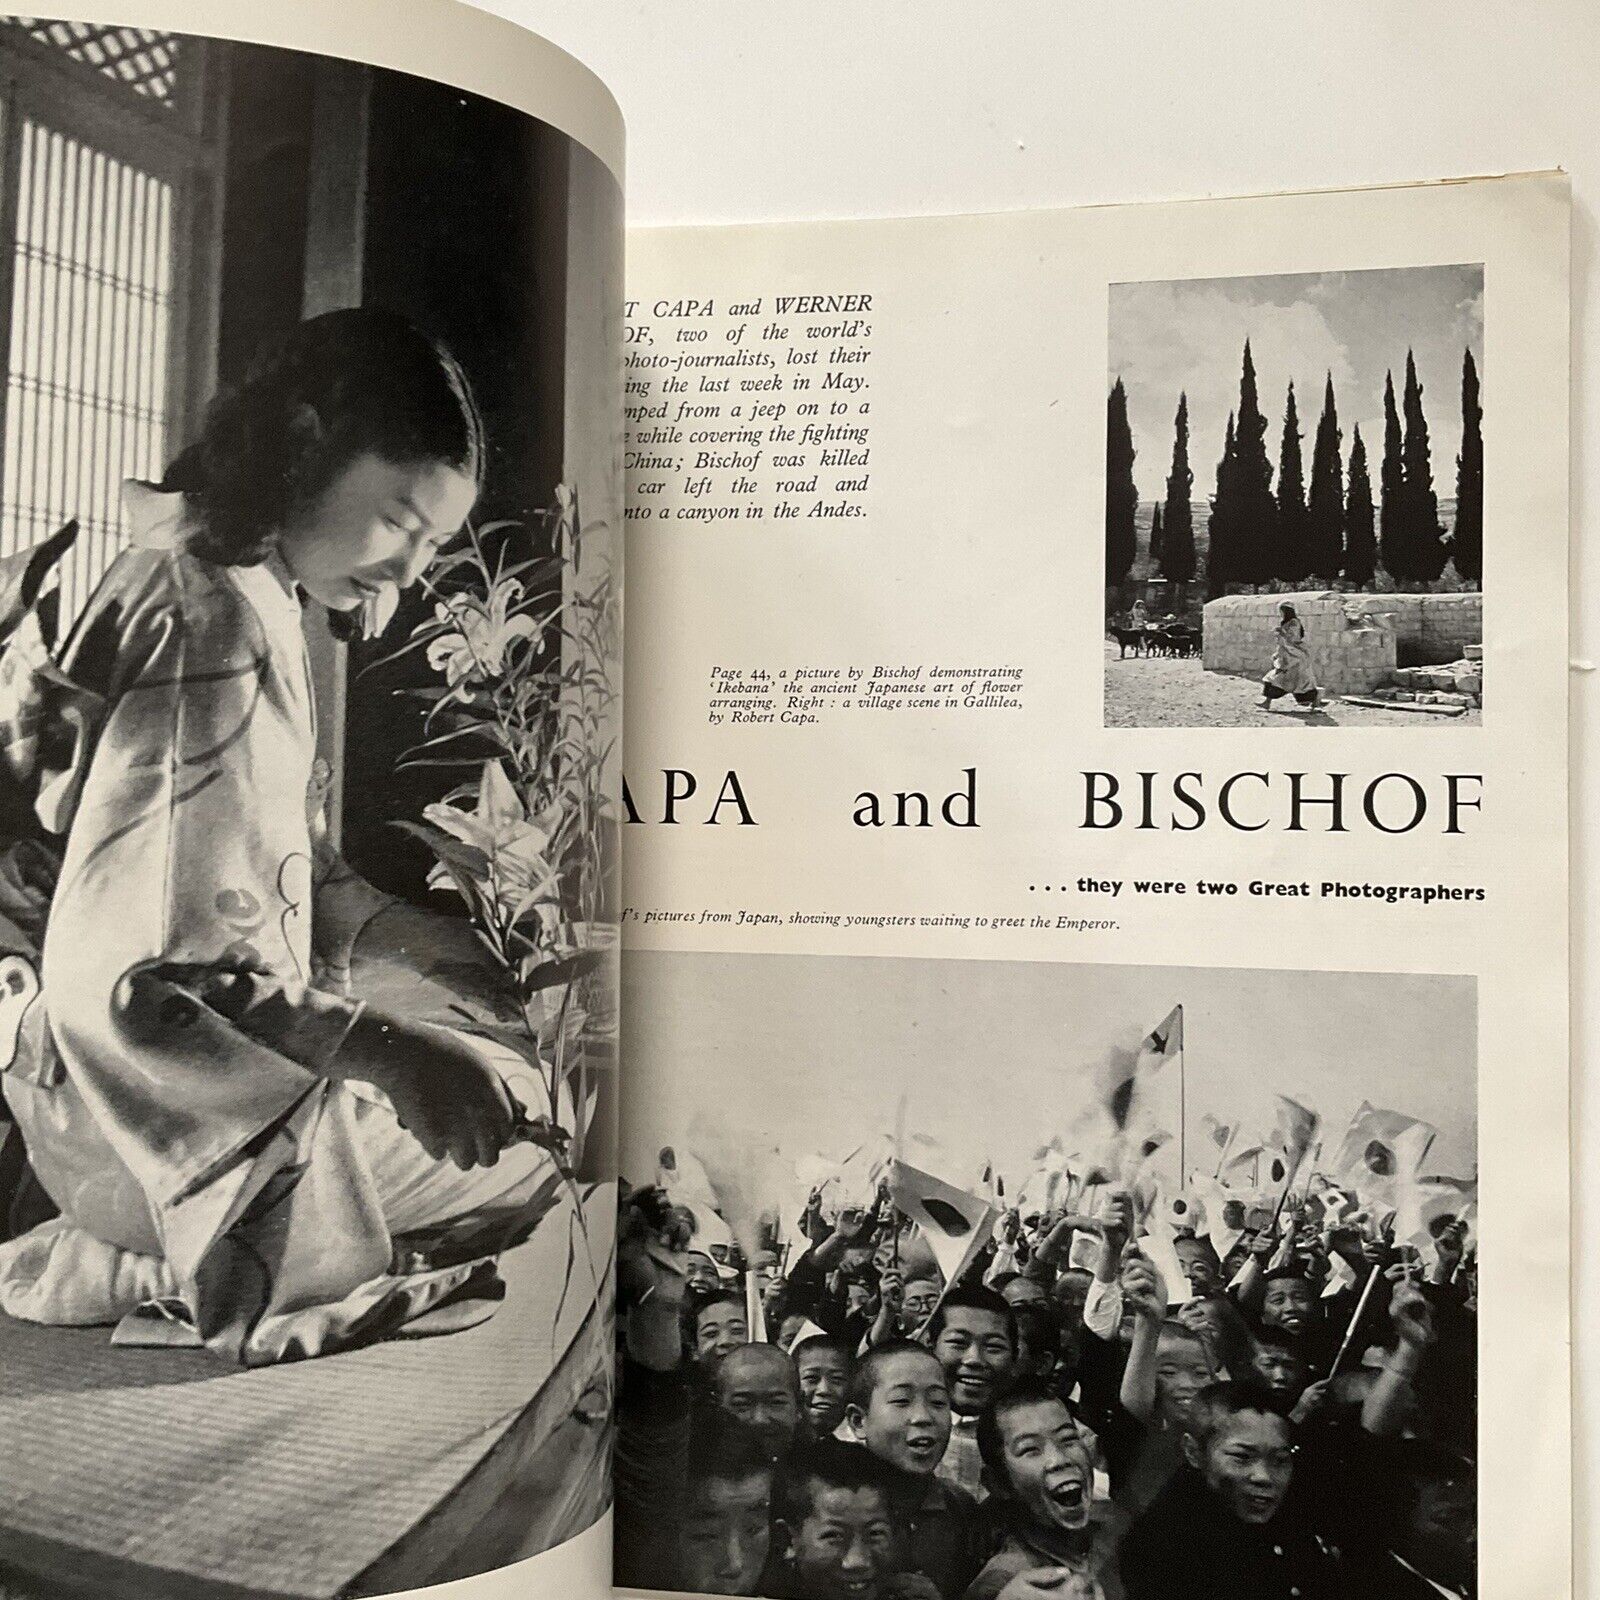 T CAPA and WERNER
OF, two of the world's
photo-journalists, lost their
ing the last week in May.
mped from a jeep on to a
e while covering the fighting
China; Bischof was killed
car left the road and
nto a canyon in the Andes.
Page 44, a picture by Bischof demonstrating
'Ikebana' the ancient Japanese art of flower
arranging. Right : a village scene in Gallilea,
by Robert Capa.
APA and BISCHOF
... they were two Great Photographers
f's pictures from Japan, showing youngsters waiting to greet the Emperor.